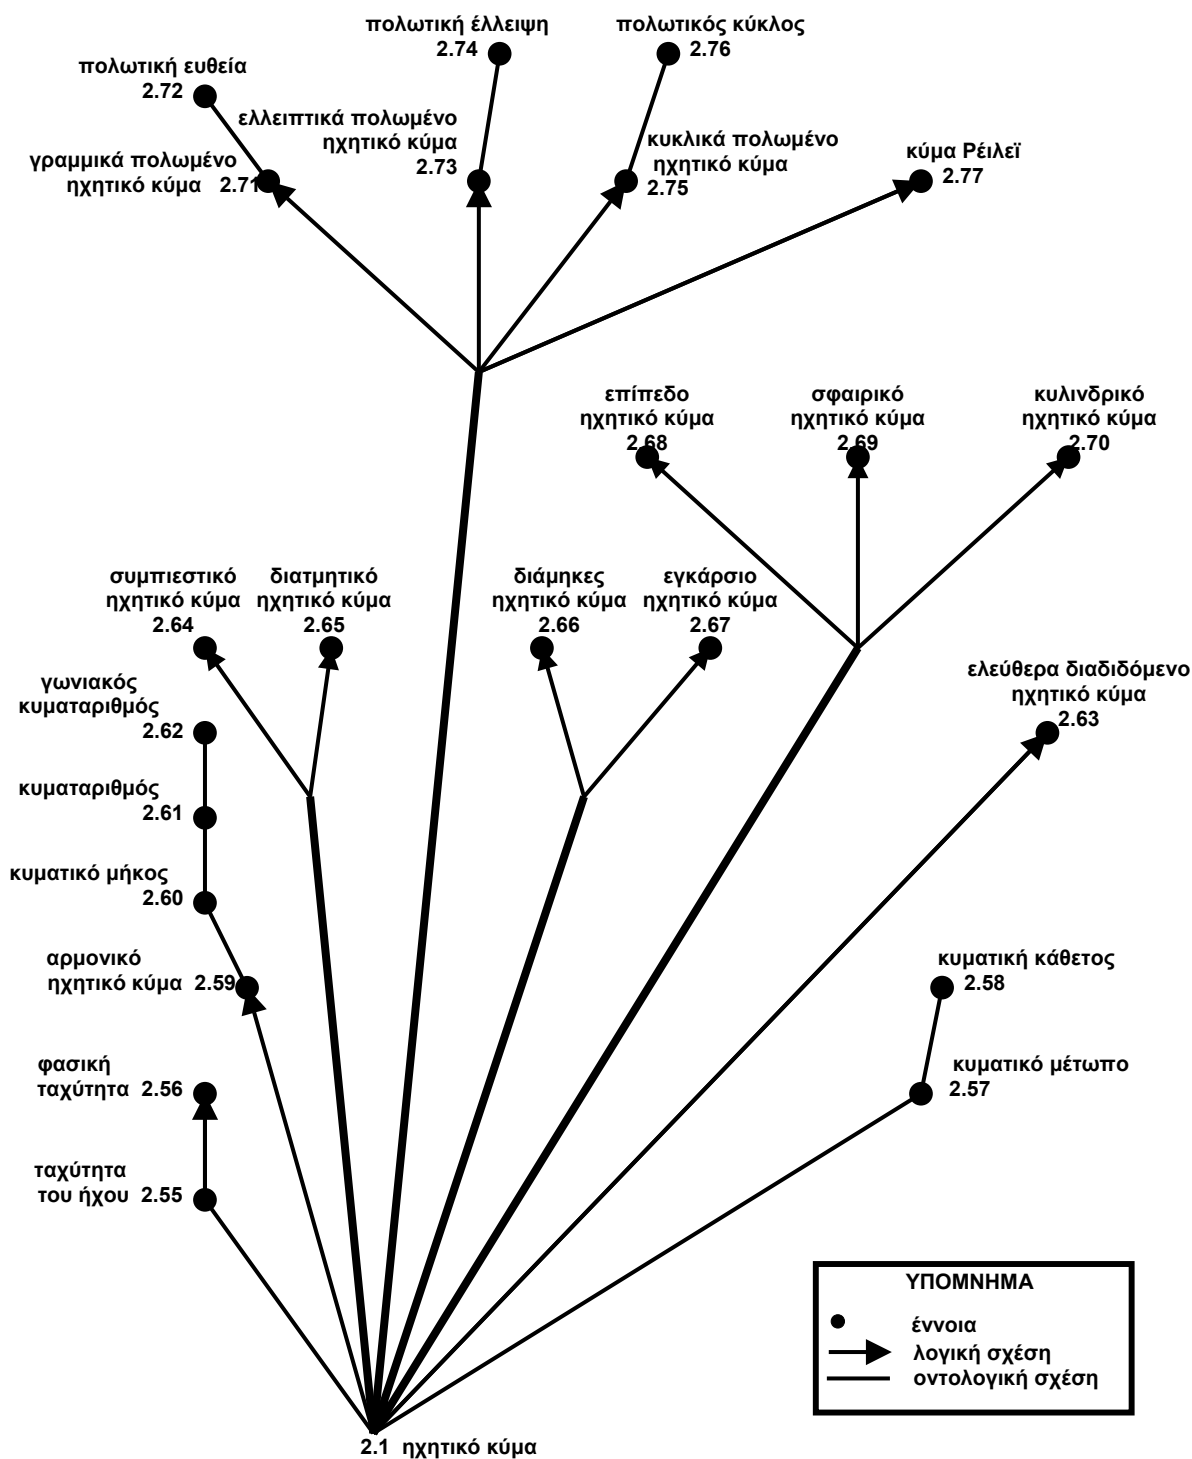 πολωτική έλλειψη
2.74
πολωτικός κύκλος
2.76
πολωτική ευθεία
2.72
ελλειπτικά πολωμένο
ηχητικό κύμα
2.73
κυκλικά πολωμένο
ηχητικό κύμα
2.75
κύμα Ρέιλεϊ
2.77
γραμμικά πολωμένο
ηχητικό κύμα 2.71
επίπεδο
ηχητικό κύμα
2.68
σφαιρικό
ηχητικό κύμα
2.69
κυλινδρικό
ηχητικό κύμα
2.70
συμπιεστικό
ηχητικό κύμα
2.64
διατμητικό
ηχητικό κύμα
2.65
διάμηκες
ηχητικό κύμα
2.66
εγκάρσιο
ηχητικό κύμα
2.67
ελεύθερα διαδιδόμενο
ηχητικό κύμα
2.63
γωνιακός
κυματαριθμός
2.62
κυματαριθμός
2.61
κυματικό μήκος
2.60
αρμονικό
ηχητικό κύμα 2.59
κυματική κάθετος
2.58
φασική
ταχύτητα 2.56
κυματικό μέτωπο
2.57
ταχύτητα
του ήχου 2.55
ΥΠΟΜΝΗΜΑ
έννοια
λογική σχέση
οντολογική σχέση
2.1 ηχητικό κύμα